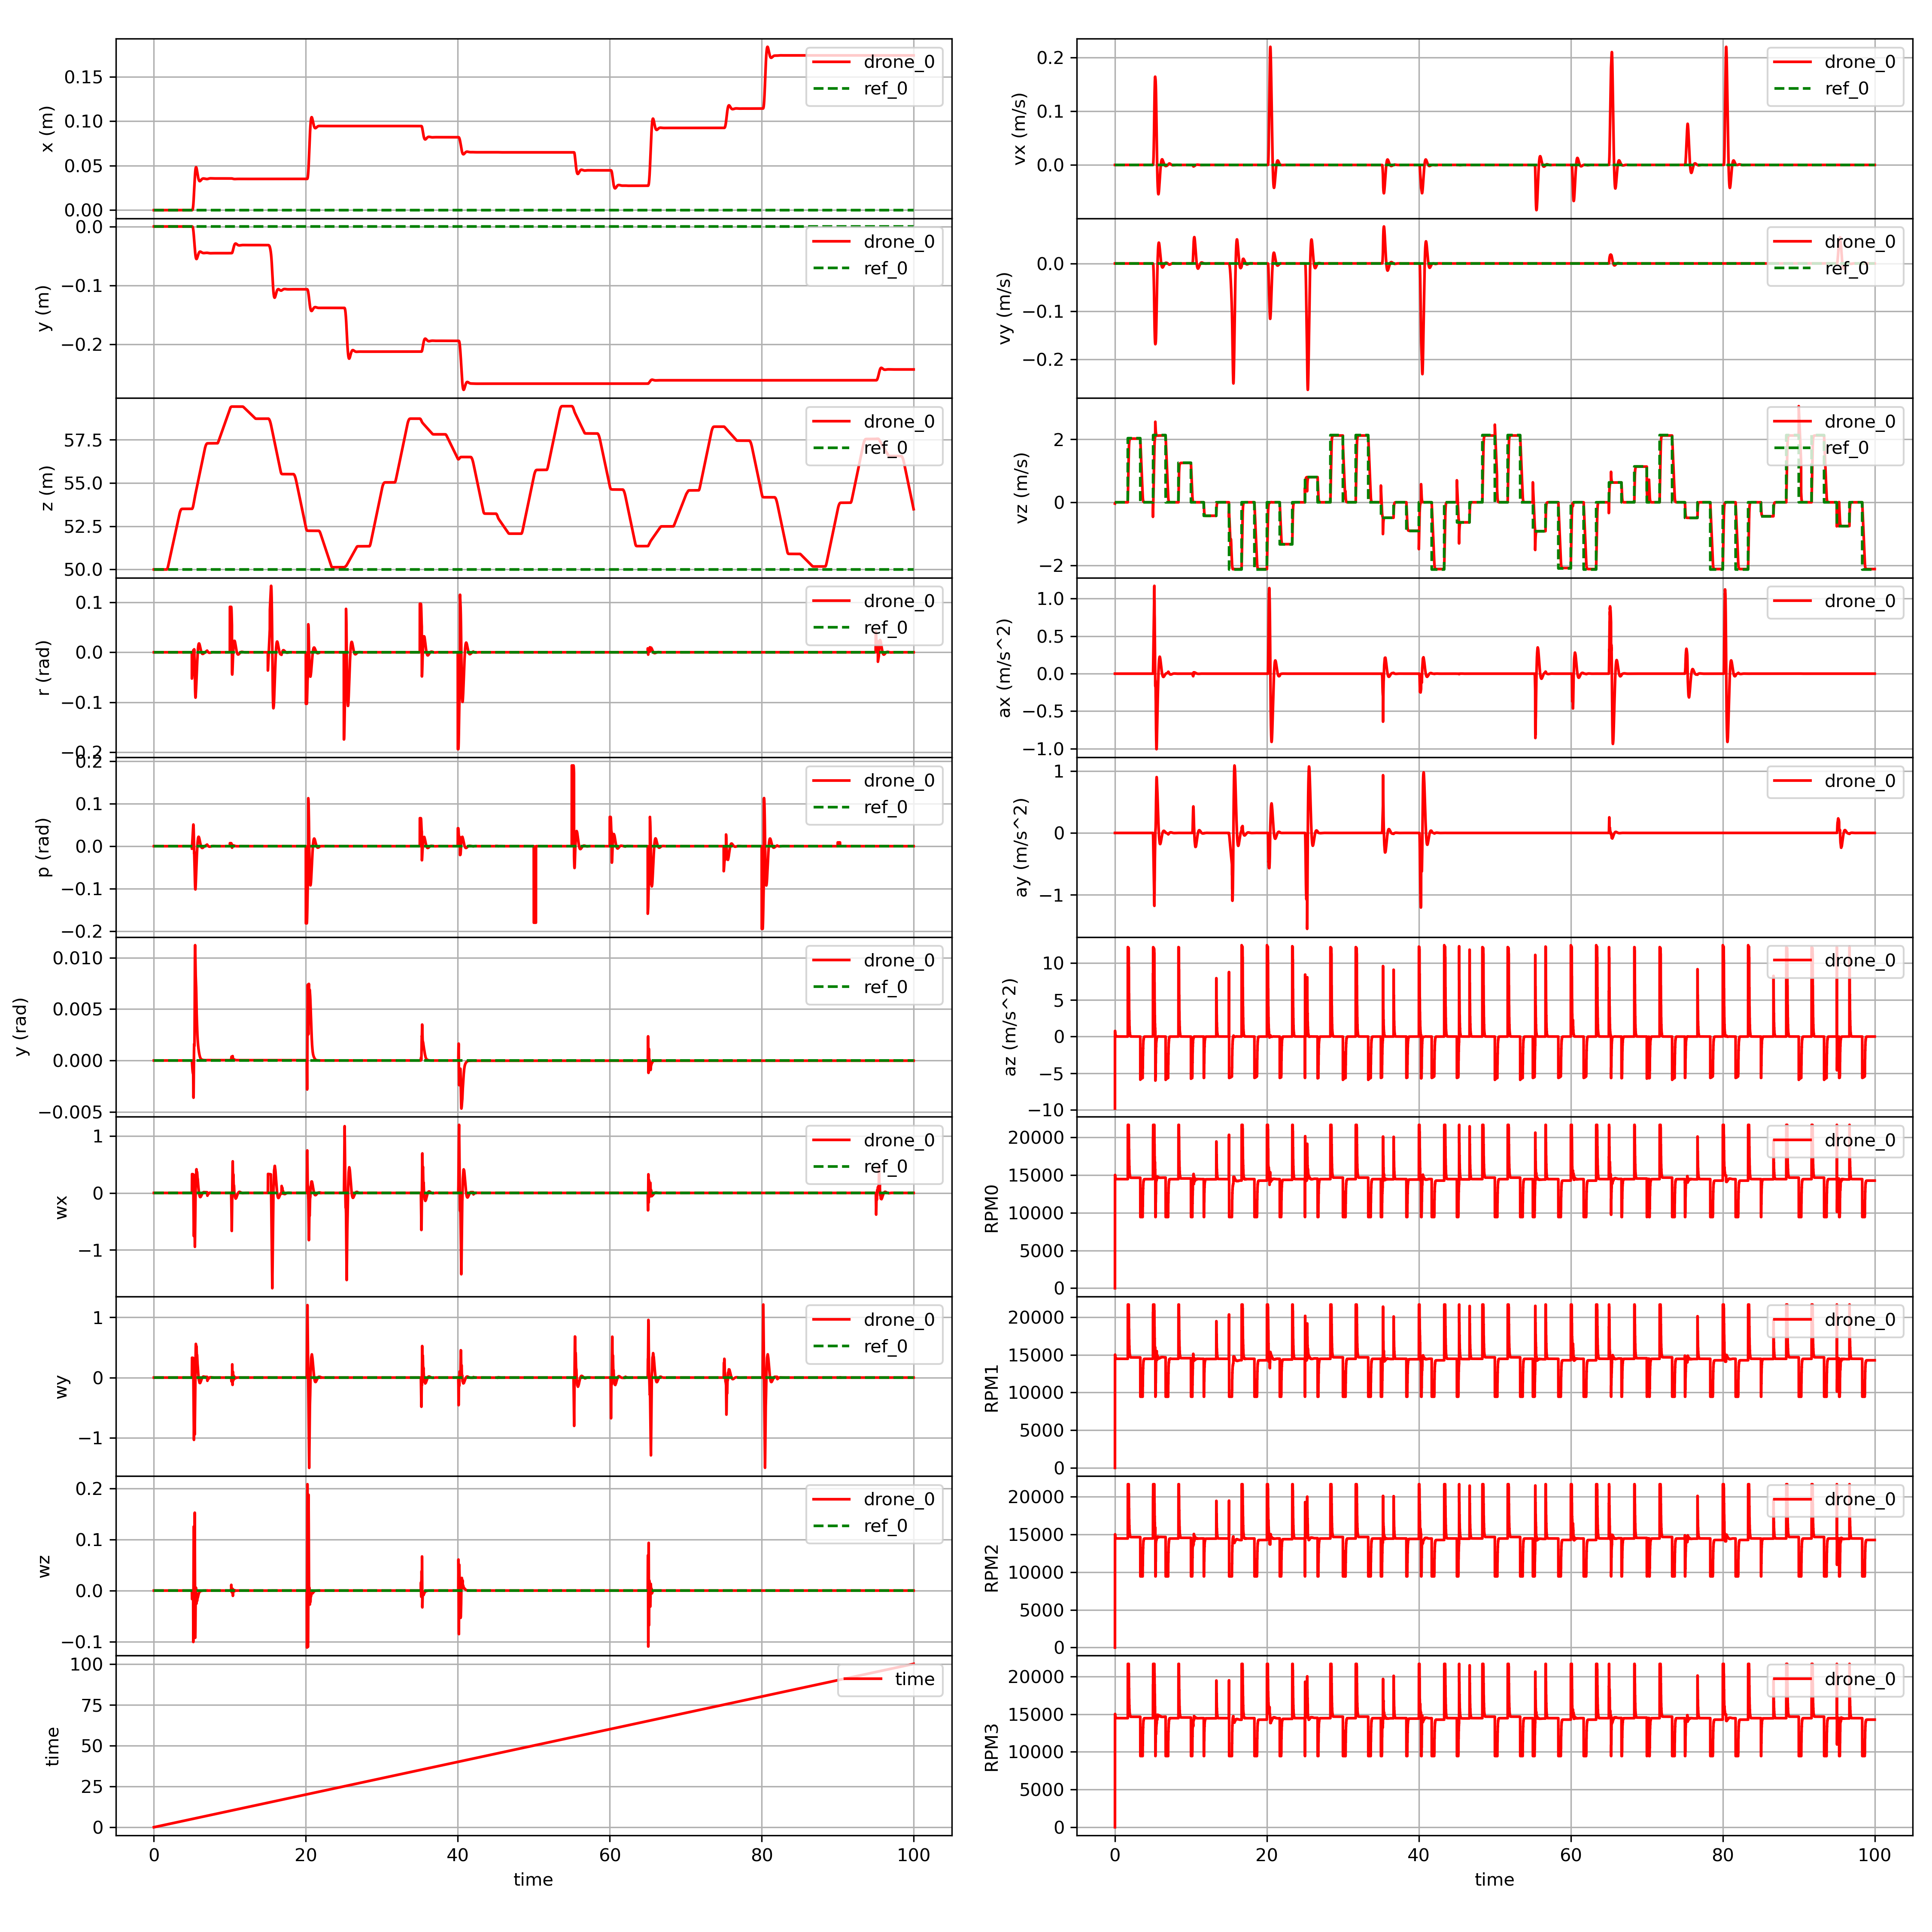 0.15
0.10
0.05
0.00
x (m)
drone_0
ref_0
0.0
−0.1
−0.2
y (m)
drone_0
ref_0
57.5
55.0
52.5
50.0
z (m)
drone_0
ref_0
0.1
0.0
−0.1
−0.2
r (rad)
drone_0
ref_0
0.2
0.1
0.0
−0.1
−0.2
p (rad)
drone_0
ref_0
0.010
0.005
0.000
−0.005
y (rad)
drone_0
ref_0
1
0
−1
wx
drone_0
ref_0
1
0
−1
wy
drone_0
ref_0
0.2
0.1
0.0
−0.1
wz
drone_0
ref_0
100
75
50
25
0
time
time
0 20 40 60 80 100
time
0.2
0.1
0.0
vx (m/s)
drone_0
ref_0
0.0
−0.1
−0.2
vy (m/s)
drone_0
ref_0
2
0
−2
vz (m/s)
drone_0
ref_0
1.0
0.5
0.0
−0.5
−1.0
ax (m/s^2)
drone_0
1
0
−1
ay (m/s^2)
drone_0
10
5
0
−5
−10
az (m/s^2)
drone_0
20000
15000
10000
5000
0
RPM0
drone_0
20000
15000
10000
5000
0
RPM1
drone_0
20000
15000
10000
5000
0
RPM2
drone_0
20000
15000
10000
5000
0
RPM3
drone_0
0 20 40 60 80 100
time